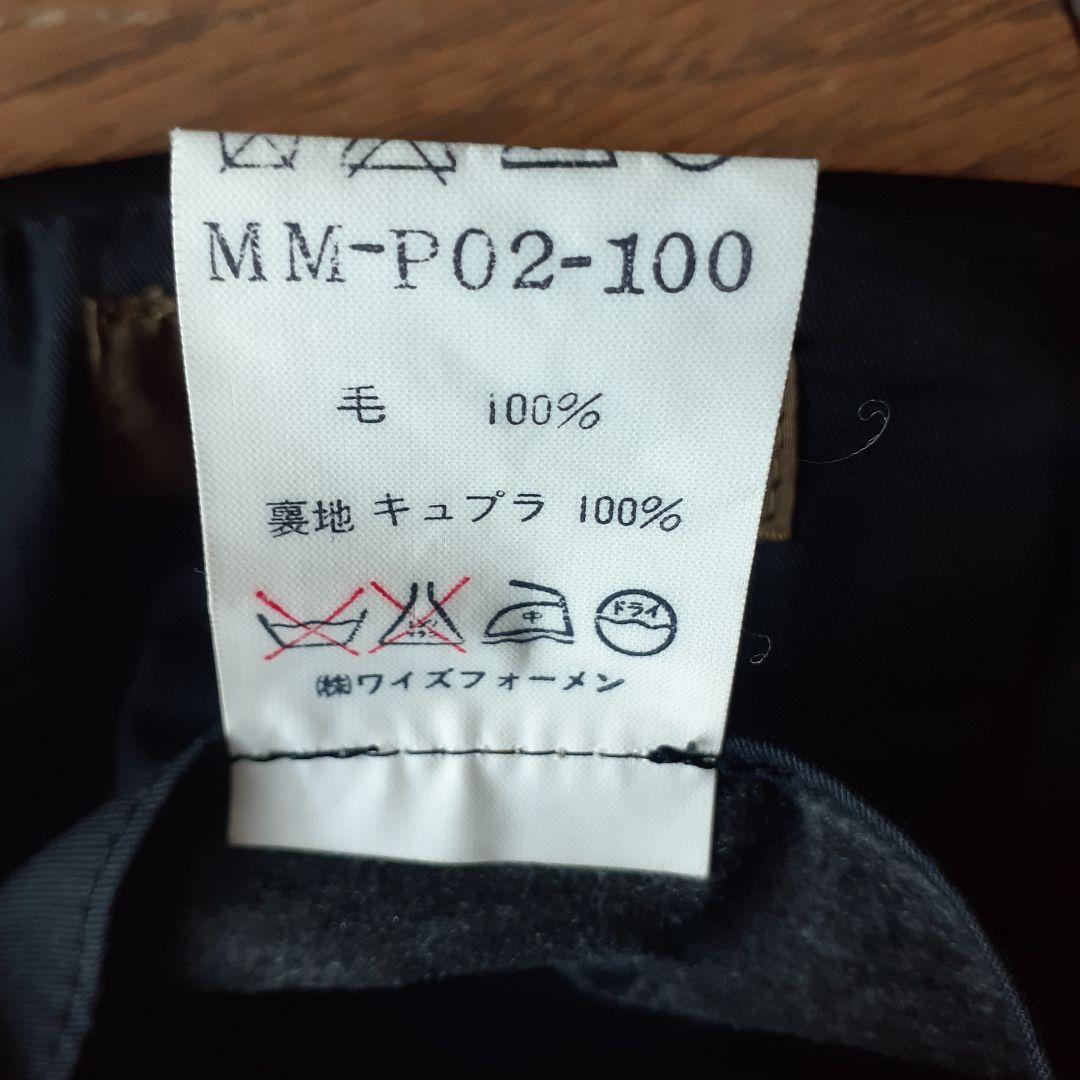 MM-P02-100
毛 100%
裏地 キュプラ 100%
中 ドライ
㈱ワイズフォーメン